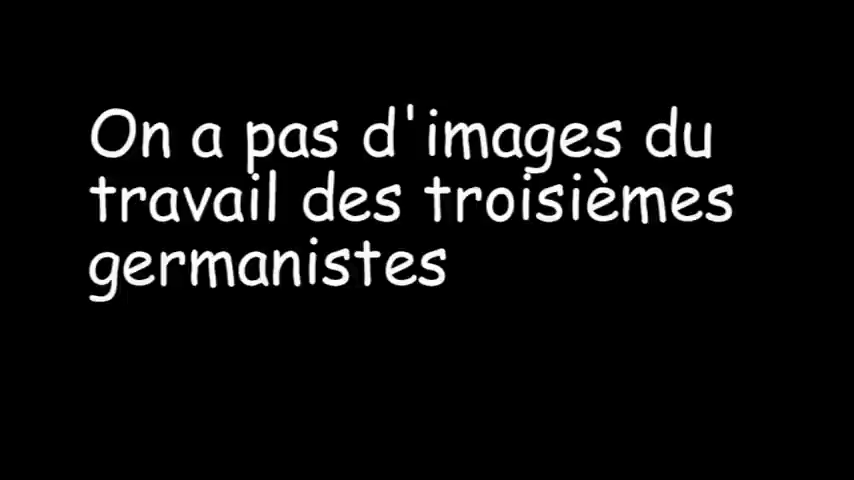 On a pas d'images du
travail des troisièmes
germanistes